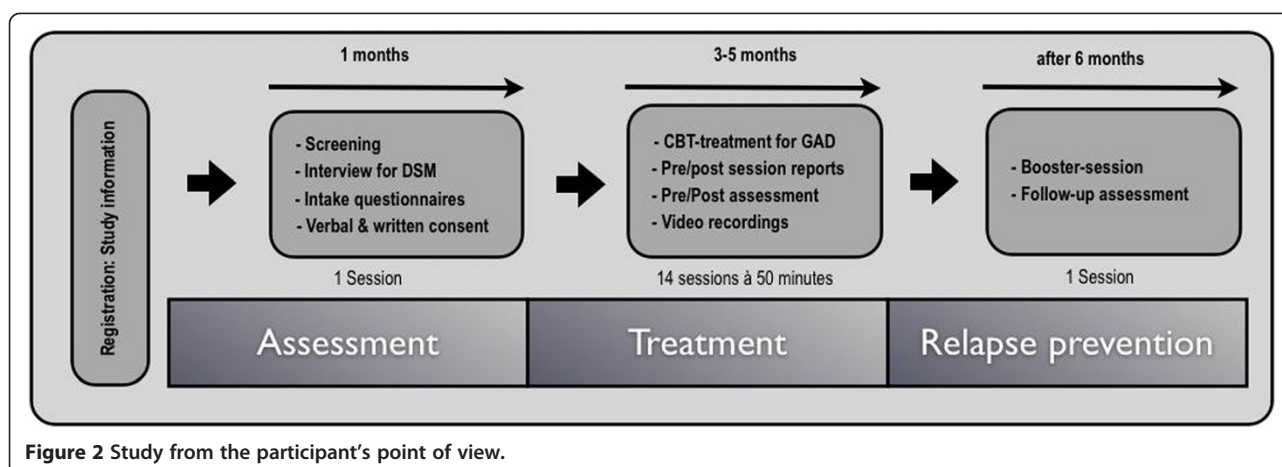 Registration: Study information
1 months
- Screening
- Interview for DSM
- Intake questionnaires
- Verbal & written consent
1 Session
Assessment
3-5 months
- CBT-treatment for GAD
- Pre/post session reports
- Pre/Post assessment
- Video recordings
14 sessions à 50 minutes
Treatment
after 6 months
- Booster-session
- Follow-up assessment
1 Session
Relapse prevention
Figure 2 Study from the participant's point of view.